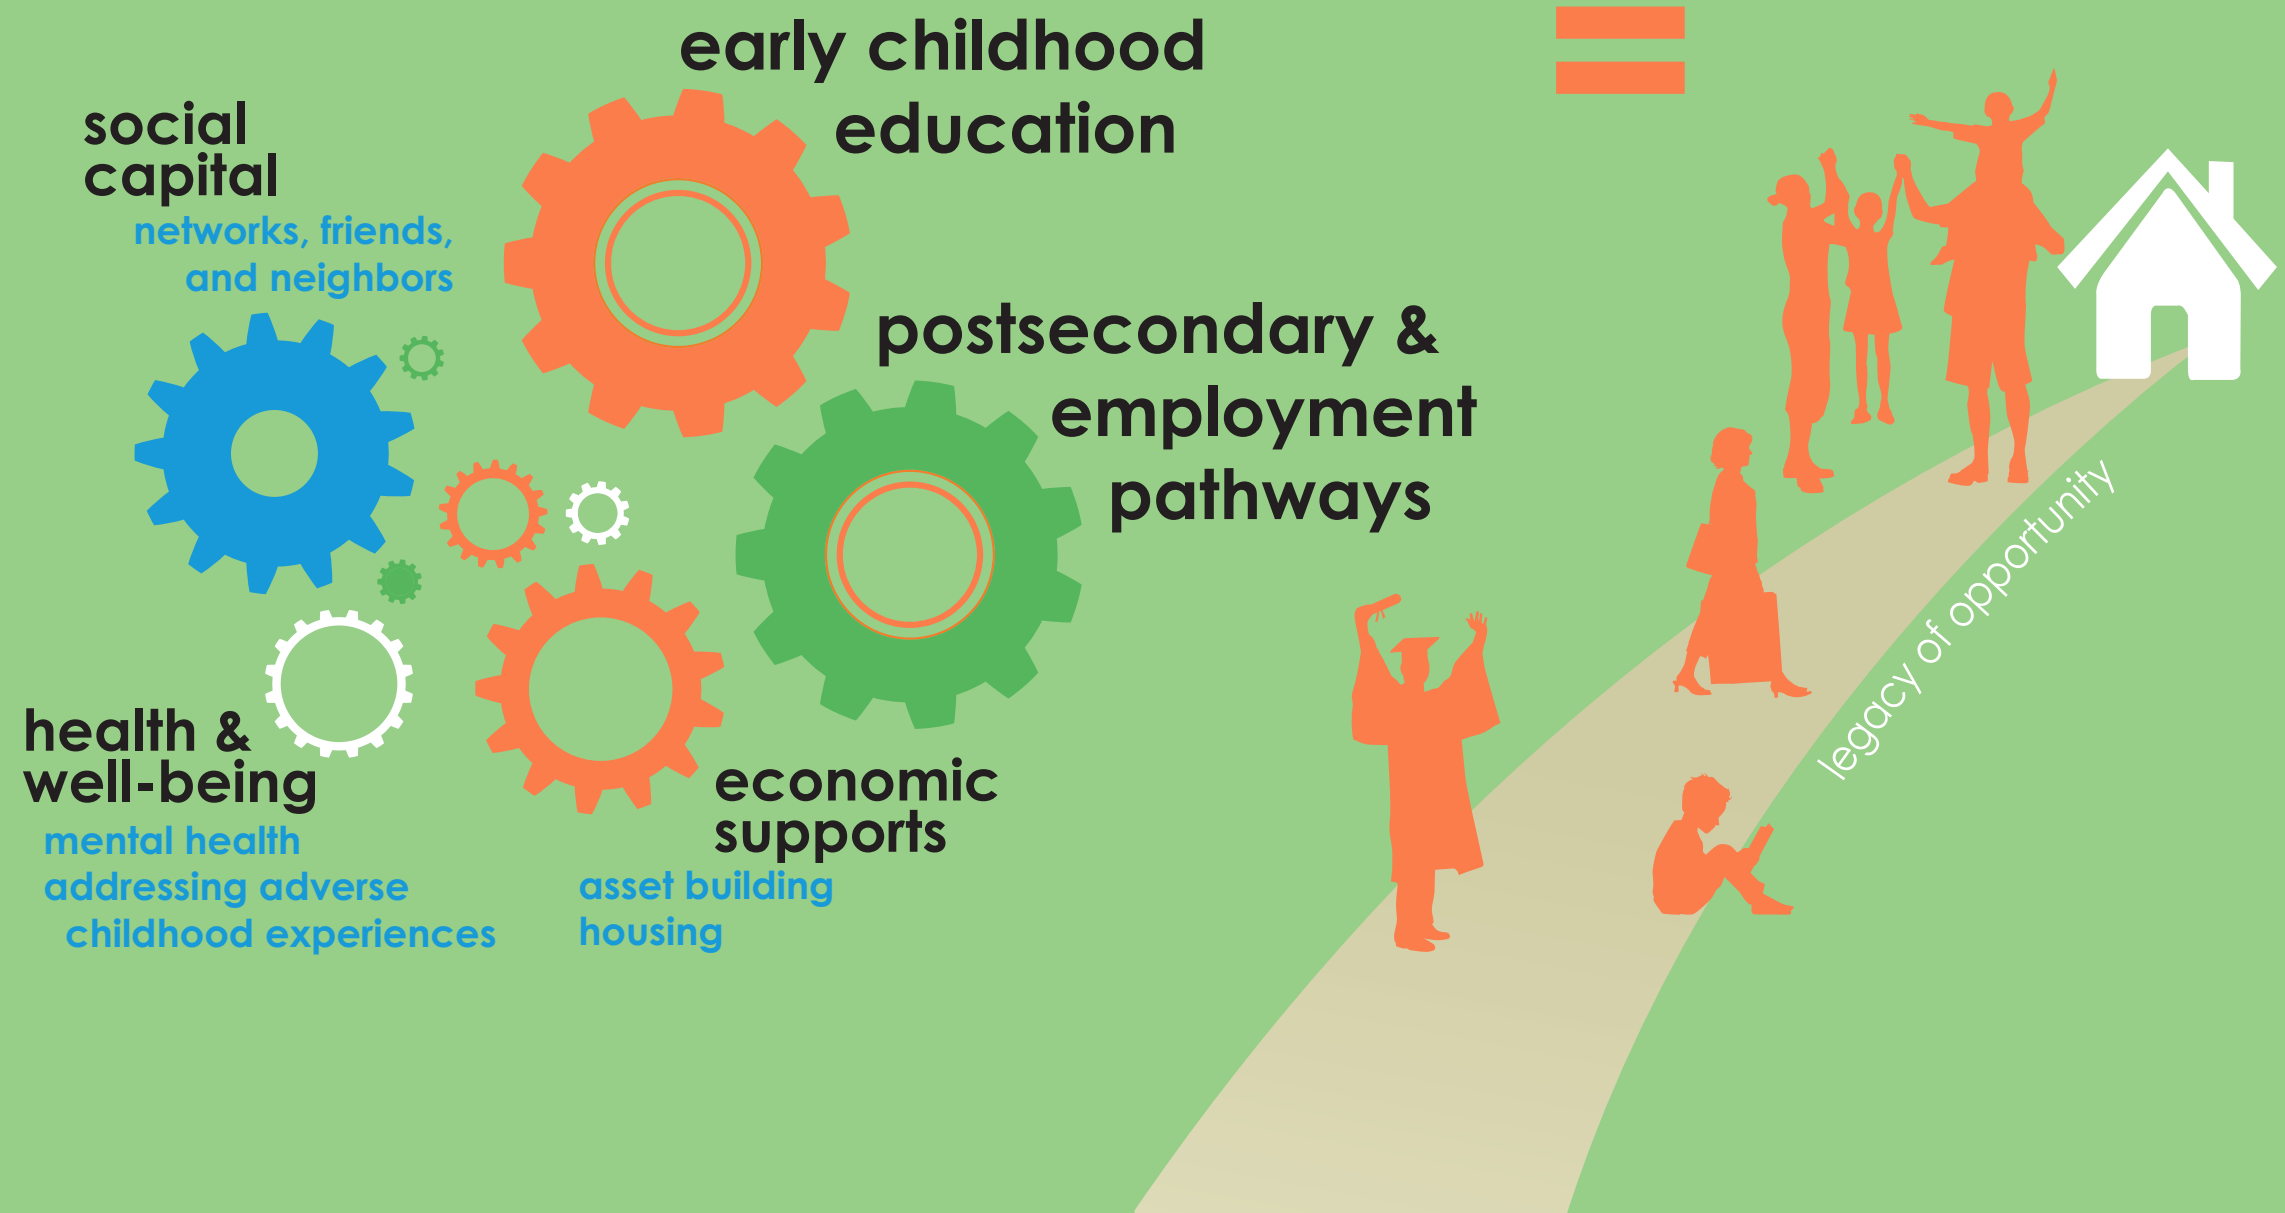 early childhood
education
social
capital
networks, friends,
and neighbors
postsecondary &
employment
pathways
health &
well-being
mental health
addressing adverse
childhood experiences
economic
supports
asset building
housing
=
legacy of opportunity